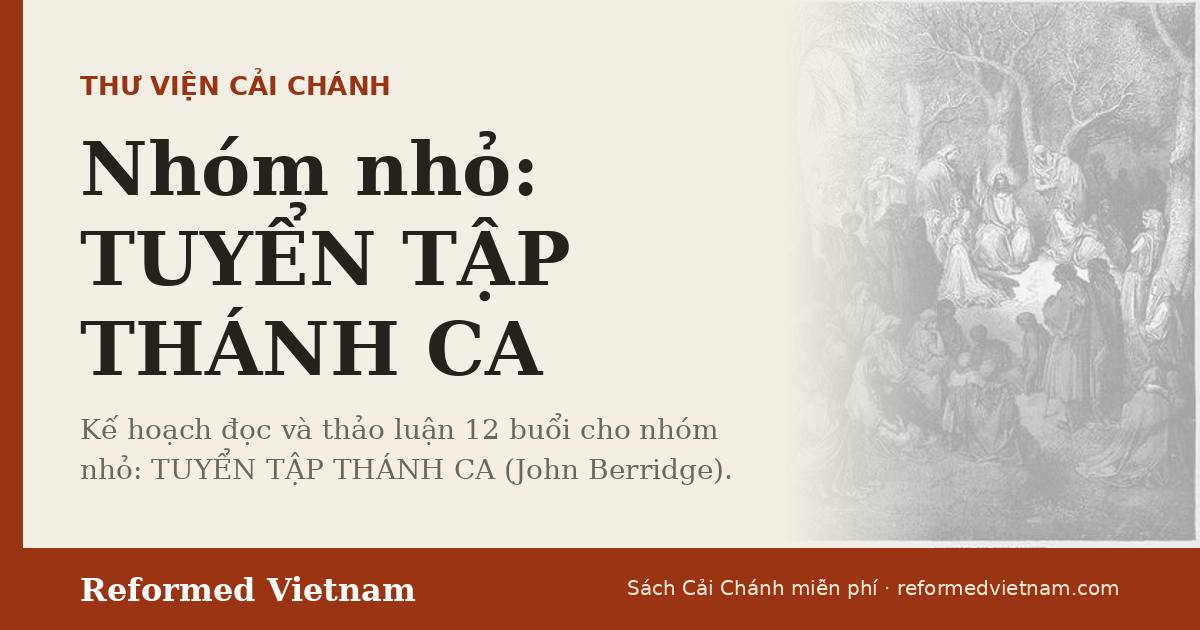 THƯ VIỆN CẢI CHÁNH
Nhóm nhỏ:
TUYỂN TẬP
THÁNH CA
Kế hoạch đọc và thảo luận 12 buổi cho nhóm
nhỏ: TUYỂN TẬP THÁNH CA (John Berridge).
Reformed Vietnam
Sách Cải Chánh miễn phí · reformedvietnam.com